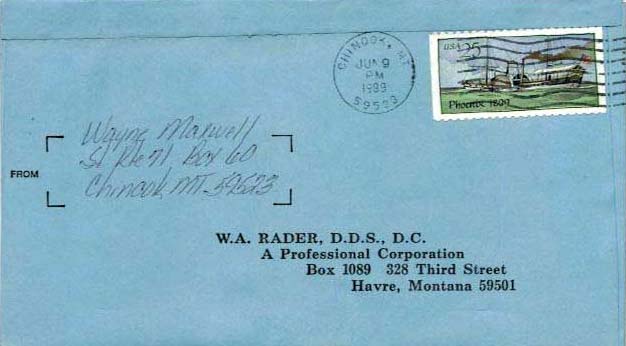 CHINOOK, MT
JUN 9
PM
1989
59523
USA 25
Phoenix 1809
Wayne Maxwell
St Rte 71 Box 60
Chinook, MT 59523
FROM
W.A. RADER, D.D.S., D.C.
A Professional Corporation
Box 1089 328 Third Street
Havre, Montana 59501